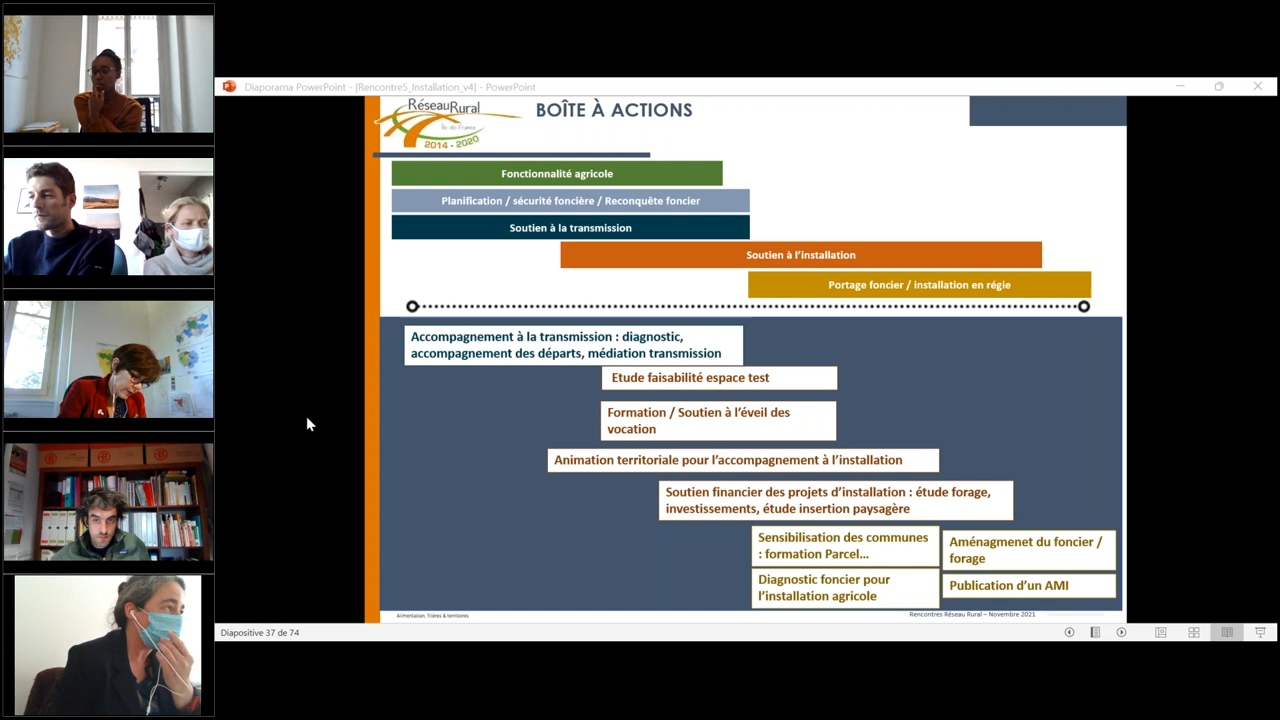 Diaporama PowerPoint - [Rencontre5_Installation_v4] - PowerPoint
RéseauRural
Île de France
2014 - 2020
BOÎTE À ACTIONS
Fonctionnalité agricole
Planification / sécurité foncière / Reconquête foncier
Soutien à la transmission
Soutien à l'installation
Portage foncier / installation en régie
Accompagnement à la transmission : diagnostic,
accompagnement des départs, médiation transmission
Etude faisabilité espace test
Formation / Soutien à l'éveil des
vocation
Animation territoriale pour l'accompagnement à l'installation
Soutien financier des projets d'installation : étude forage,
investissements, étude insertion paysagère
Sensibilisation des communes
: formation Parcel...
Aménagmenet du foncier /
forage
Diagnostic foncier pour
l'installation agricole
Publication d'un AMI
Alimentation, filières & territoires
Rencontres Réseau Rural – Novembre 2021
Diapositive 37 de 74